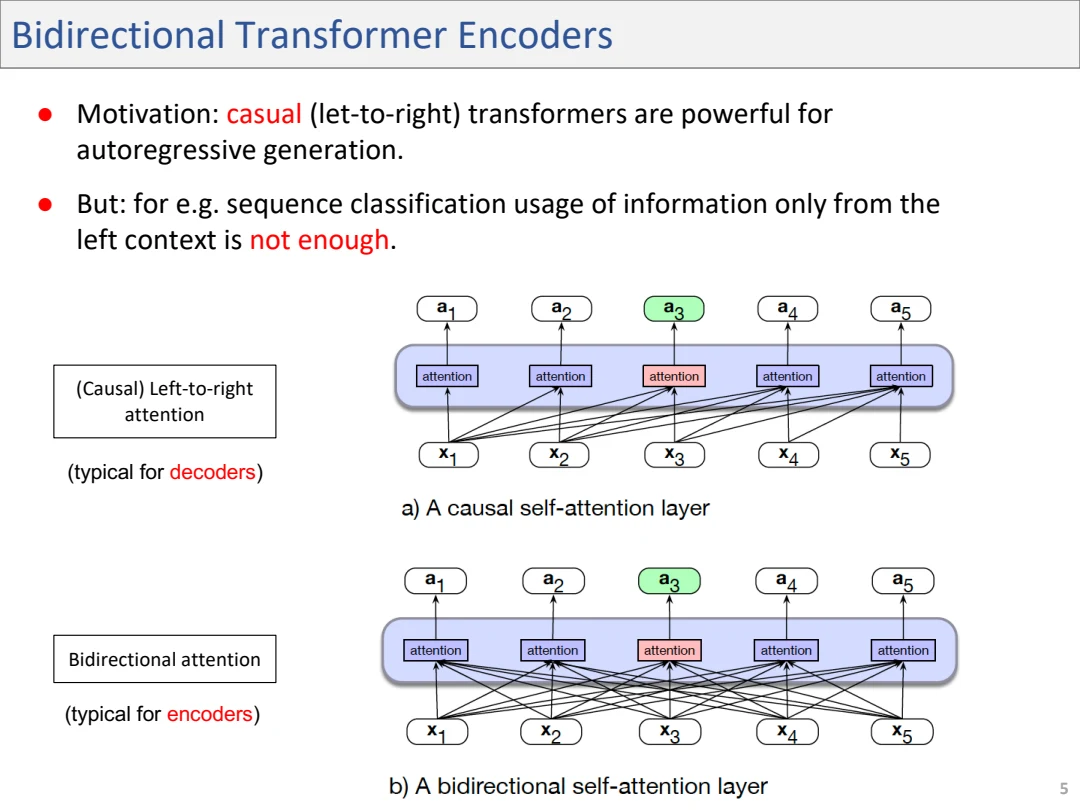 Bidirectional Transformer Encoders
● Motivation: casual (let-to-right) transformers are powerful for
autoregressive generation.
● But: for e.g. sequence classification usage of information only from the
left context is not enough.
a1 a2 a3 a4 a5
attention attention attention attention attention
x1 x2 x3 x4 x5
(Causal) Left-to-right
attention
(typical for decoders)
a) A causal self-attention layer
a1 a2 a3 a4 a5
attention attention attention attention attention
x1 x2 x3 x4 x5
Bidirectional attention
(typical for encoders)
b) A bidirectional self-attention layer
5